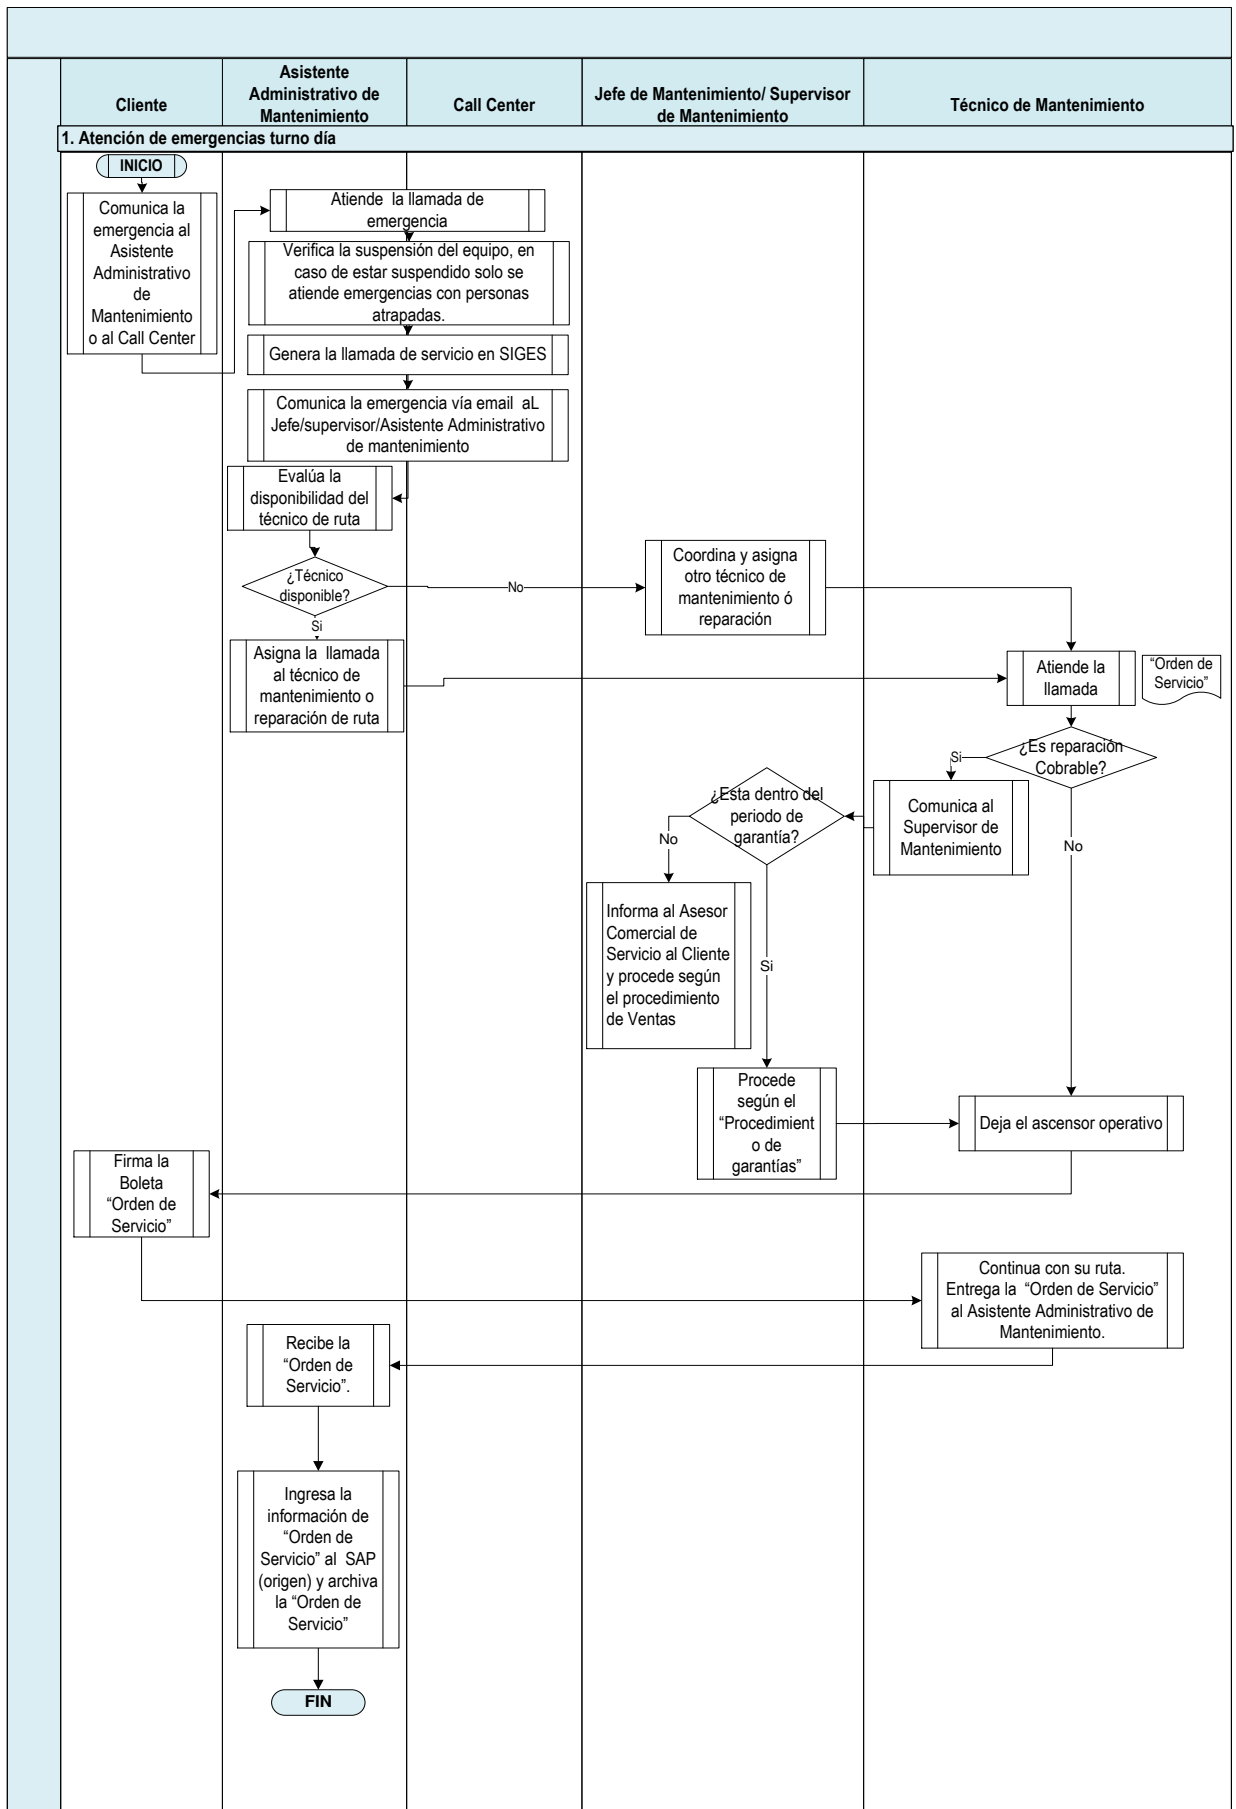 Cliente
Asistente
Administrativo de
Mantenimiento
Call Center
Jefe de Mantenimiento/ Supervisor
de Mantenimiento
Técnico de Mantenimiento
1. Atención de emergencias turno día
INICIO
Comunica la
emergencia al
Asistente
Administrativo
de
Mantenimiento
o al Call Center
Atiende la llamada de
emergencia
Verifica la suspensión del equipo, en
caso de estar suspendido solo se
atiende emergencias con personas
atrapadas.
Genera la llamada de servicio en SIGES
Comunica la emergencia vía email aL
Jefe/supervisor/Asistente Administrativo
de mantenimiento
Evalúa la
disponibilidad del
técnico de ruta
¿Técnico
disponible?
No
Coordina y asigna
otro técnico de
mantenimiento ó
reparación
Si
Asigna la llamada
al técnico de
mantenimiento o
reparación de ruta
Atiende la
llamada
“Orden de
Servicio”
¿Es reparación
Cobrable?
Si
No
Comunica al
Supervisor de
Mantenimiento
¿Esta dentro del
periodo de
garantía?
No
Si
Informa al Asesor
Comercial de
Servicio al Cliente
y procede según
el procedimiento
de Ventas
Procede
según el
“Procedimient
o de
garantías”
Deja el ascensor operativo
Firma la
Boleta
“Orden de
Servicio”
Continua con su ruta.
Entrega la “Orden de Servicio”
al Asistente Administrativo de
Mantenimiento.
Recibe la
“Orden de
Servicio”.
Ingresa la
información de
“Orden de
Servicio” al SAP
(origen) y archiva
la “Orden de
Servicio”
FIN